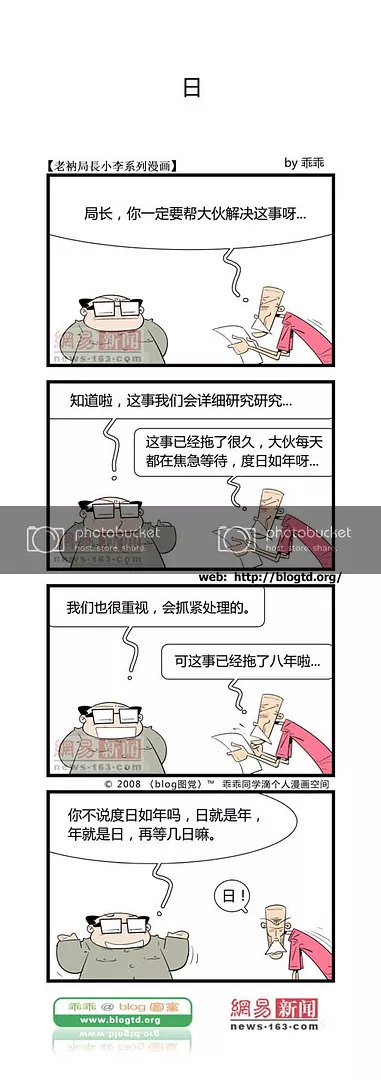 日
【老衲局長小李系列漫画】
by 乖乖
局长，你一定要帮大伙解决这事呀...
網易新闻
news·163·com
知道啦，这事我们会详细研究研究...
这事已经拖了很久，大伙每天
都在焦急等待，度日如年呀...
photobucket
host. store. share.
photobucket
host. store. share.
web: http://blogtd.org/
我们也很重视，会抓紧处理的。
可这事已经拖了八年啦...
網易新闻
news·163·com
© 2008 〈blog图党〉™ 乖乖同学滴个人漫画空间
你不说度日如年吗，日就是年，
年就是日，再等几日嘛。
日！
乖乖@blog圖黨
www.blogtd.org
網易新闻
news·163·com